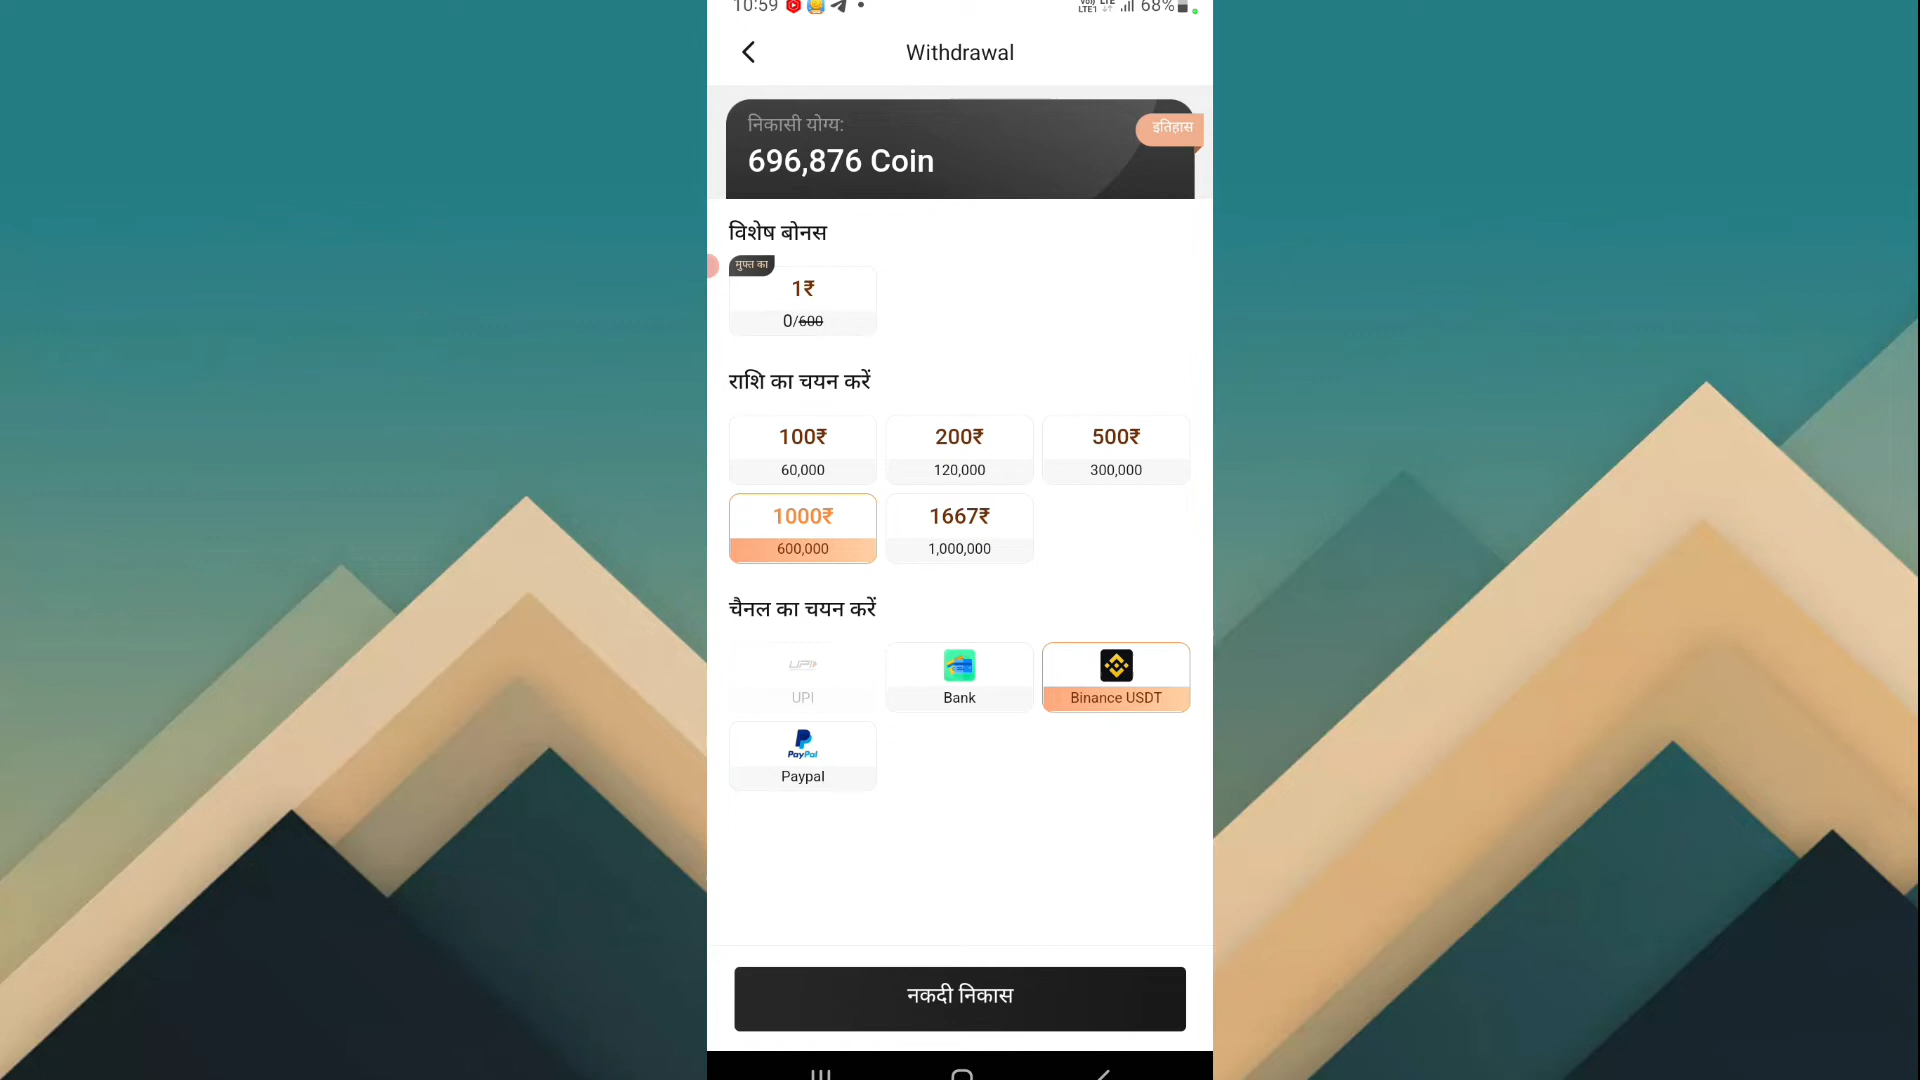 10:59 68%
Withdrawal
निकासी योग्य:
इतिहास
696,876 Coin
विशेष बोनस
मुफ्त का
1₹
0/600
राशि का चयन करें
100₹ 200₹ 500₹
60,000 120,000 300,000
1000₹ 1667₹
600,000 1,000,000
चैनल का चयन करें
UPI
UPI Bank Binance USDT
PayPal
Paypal
नकदी निकास